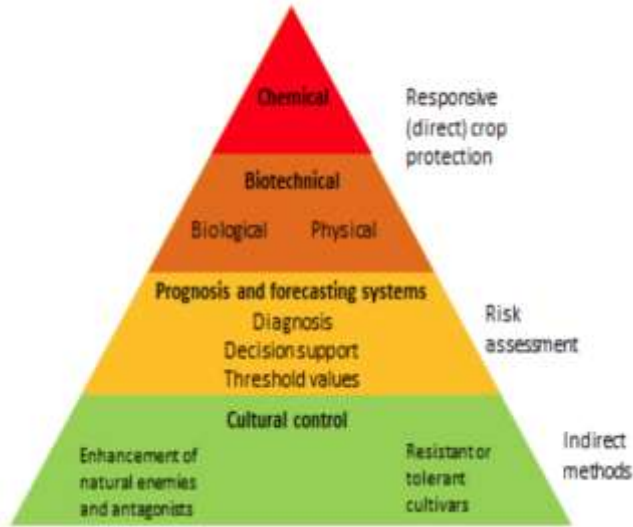 Chemical
Responsive
(direct) crop
protection
Biotechnical
Biological Physical
Prognosis and forecasting systems
Diagnosis
Decision support
Threshold values
Risk
assessment
Cultural control
Enhancement of
natural enemies
and antagonists
Resistant or
tolerant
cultivars
Indirect
methods